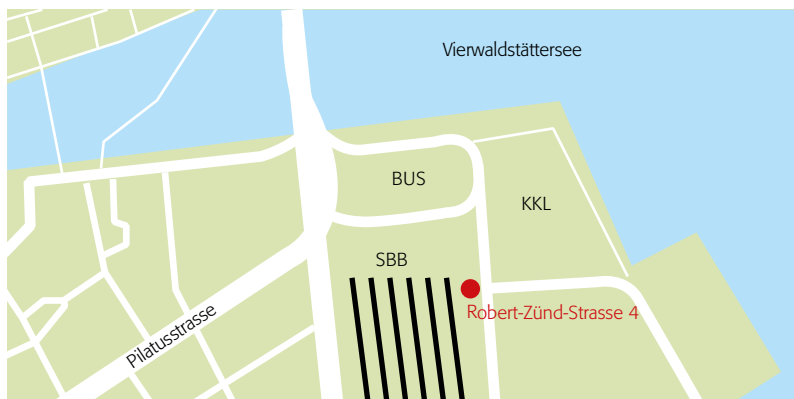 Vierwaldstättersee
BUS
KKL
SBB
Robert-Zünd-Strasse 4
Pilatusstrasse